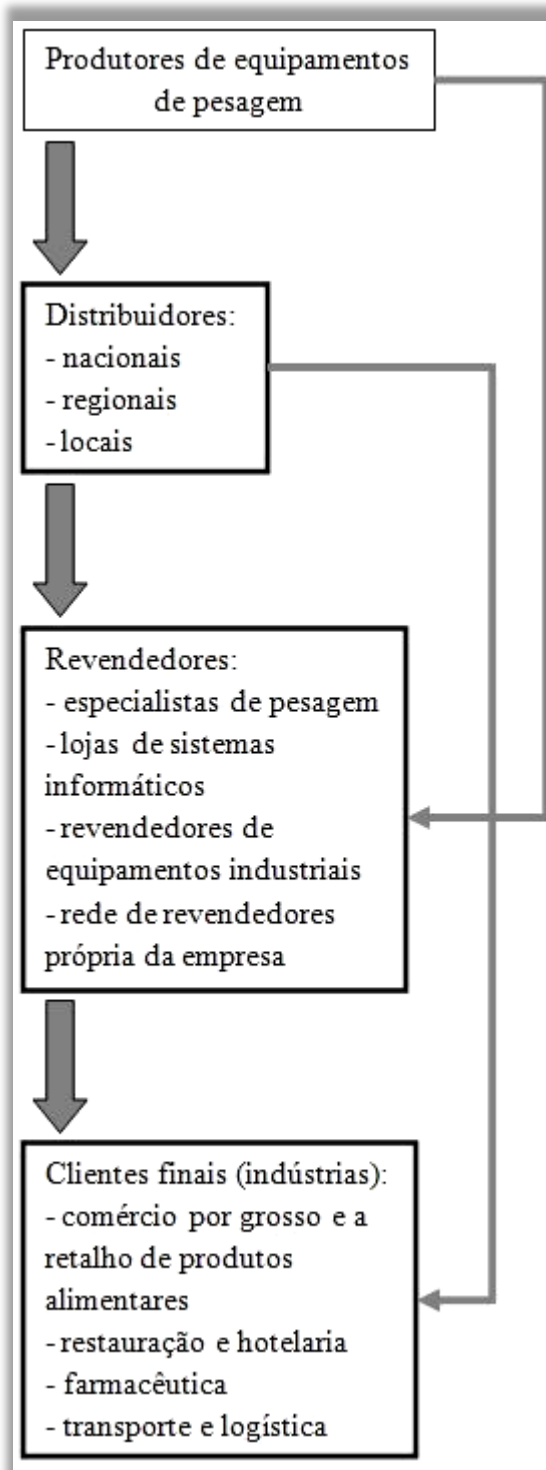 Produtores de equipamentos
de pesagem
Distribuidores:
- nacionais
- regionais
- locais
Revendedores:
- especialistas de pesagem
- lojas de sistemas
informáticos
- revendedores de
equipamentos industriais
- rede de revendedores
própria da empresa
Clientes finais (indústrias):
- comércio por grosso e a
retalho de produtos
alimentares
- restauração e hotelaria
- farmacêutica
- transporte e logística